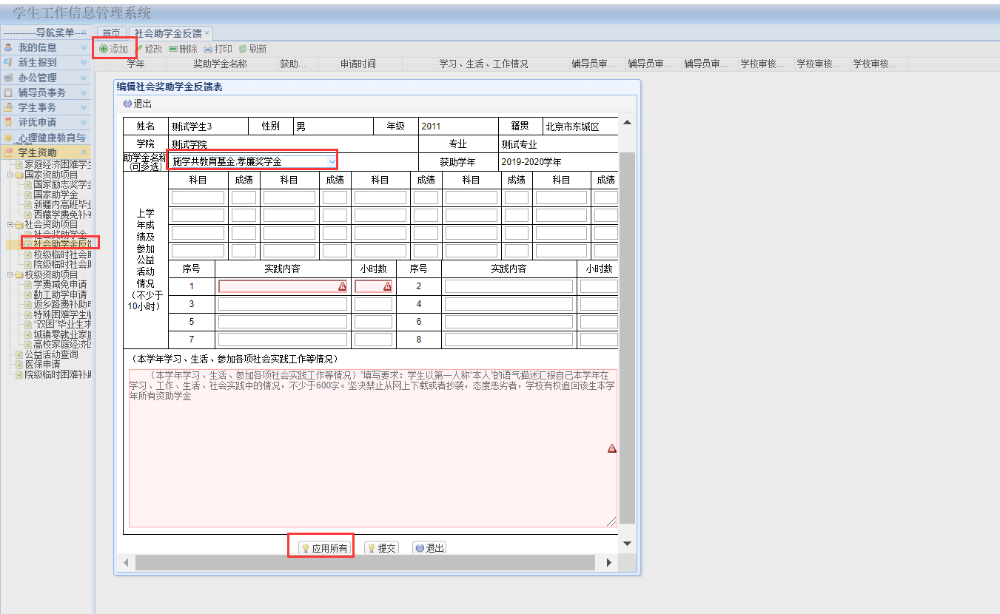 学生工作信息管理系统
-----------导航菜单---
首页 社会助学金反馈 ×
我的信息
新生报到
办公管理
辅导员事务
学生事务
评优申请
心理健康教育与
学生资助
家庭经济困难学生
国家资助项目
国家励志奖学金
国家助学金
新疆内高班毕业
西藏学费免补专
社会资助项目
社会奖助学金
社会助学金反馈
校级临时社会助
院级临时社会助
校级资助项目
学费减免申请
勤工助学申请
返乡路费补助申
特殊困难学生临
“双困”毕业生求
城镇零就业家庭
高校家庭经济困
公益活动查询
医保申请
院级临时困难补助
添加 修改 删除 打印 刷新
学年 奖助学金名称 获助... 申请时间 学习、生活、工作情况 辅导员审... 辅导员审... 辅导员审... 学校审核... 学校审核... 学校审核...
编辑社会奖助学金反馈表
退出
姓名 测试学生3 性别 男 年级 2011 籍贯 北京市东城区
学院 测试学院 专业 测试专业
助学金名称
(可多选)
施学共教育基金,孝廉奖学金 获助学年 2019-2020学年
科目 成绩 科目 成绩 科目 成绩 科目 成绩 科目 成绩
上学
年成
绩及
参加
公益
活动
情况
（不少于
10小时）
序号 实践内容 小时数 序号 实践内容 小时数
1 2
3 4
5 6
7 8
（本学年学习、生活、参加各项社会实践工作等情况）
（本学年学习、生活、参加各项社会实践工作等情况）"填写要求：学生以第一人称“本人”的语气描述汇报自己本学年在
学习、工作、生活、社会实践中的情况，不少于600字。坚决禁止从网上下载或者抄袭，态度恶劣者，学校有权追回该生本学
年所有资助学金
应用所有 提交 退出